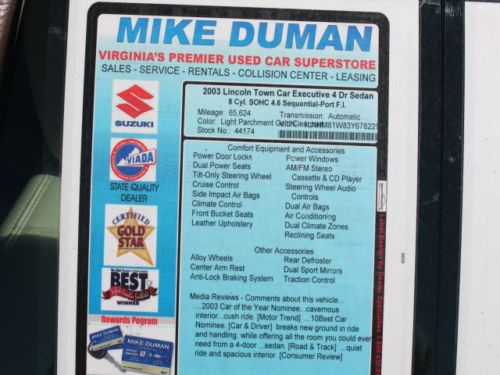 MIKE DUMAN
VIRGINIA'S PREMIER USED CAR SUPERSTORE
SALES - SERVICE - RENTALS - COLLISION CENTER - LEASING
SUZUKI
VIADA
STATE QUALITY
DEALER
CERTIFIED
GOLD
STAR
BEST
WINNER
Rewards Pogram
MIKE DUMAN
MIKE DUMAN
2003 Lincoln Town Car Executive 4 Dr Sedan
8 Cyl. SOHC 4.6 Sequential-Port F.I.
Mileage: 65,624 Transmission: Automatic
Color: Light Parchment Gold
Stock No.: 44174
Comfort Equipment and Accessories
Power Door Locks
Dual Power Seats
Tilt-Only Steering Wheel
Cruise Control
Side Impact Air Bags
Climate Control
Front Bucket Seats
Leather Upholstery
Power Windows
AM/FM Stereo
Cassette & CD Player
Steering Wheel Audio
Controls
Dual Air Bags
Air Conditioning
Dual Climate Zones
Reclining Seats
Other Accessories
Alloy Wheels
Center Arm Rest
Anti-Lock Braking System
Rear Defroster
Dual Sport Mirrors
Traction Control
Media Reviews - Comments about this vehicle...
...2003 Car of the Year Nominee...cavernous
interior...cush ride. [Motor Trend] ...10Best Car
Nominee. [Car & Driver] breaks new ground in ride
and handling, while offering all the room you could ever
need from a 4-door ...sedan. [Road & Track] ...quiet
ride and spacious interior. [Consumer Review]